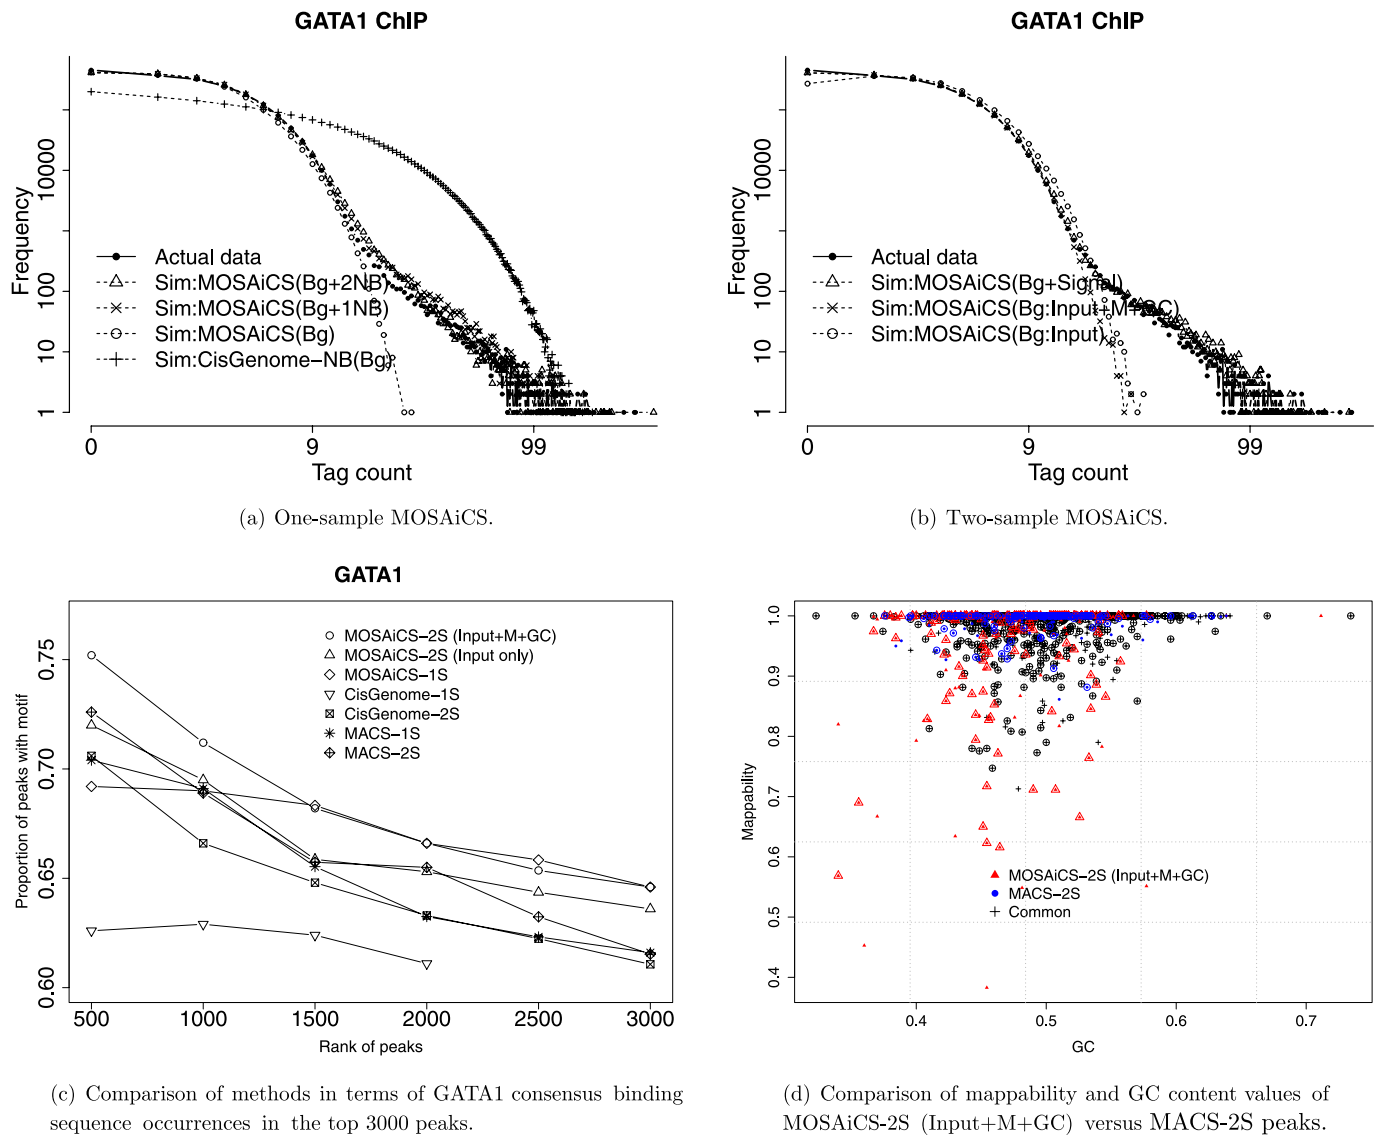 GATA1 ChIP
Frequency
1
10
100
10000
Actual data
Sim:MOSAiCS(Bg+2NB)
Sim:MOSAiCS(Bg+1NB)
Sim:MOSAiCS(Bg)
Sim:CisGenome−NB(Bg)
0
9
99
Tag count
(a) One-sample MOSAiCS.
GATA1 ChIP
Frequency
1
10
100
10000
Actual data
Sim:MOSAiCS(Bg+Signal)
Sim:MOSAiCS(Bg:Input+M+GC)
Sim:MOSAiCS(Bg:Input)
0
9
99
Tag count
(b) Two-sample MOSAiCS.
GATA1
Proportion of peaks with motif
0.60
0.65
0.70
0.75
MOSAiCS−2S (Input+M+GC)
MOSAiCS−2S (Input only)
MOSAiCS−1S
CisGenome−1S
CisGenome−2S
MACS−1S
MACS−2S
500 1000 1500 2000 2500 3000
Rank of peaks
(c) Comparison of methods in terms of GATA1 consensus binding
sequence occurrences in the top 3000 peaks.
Mappability
0.4
0.5
0.6
0.7
0.8
0.9
1.0
MOSAiCS−2S (Input+M+GC)
MACS−2S
Common
0.4 0.5 0.6 0.7
GC
(d) Comparison of mappability and GC content values of
MOSAiCS-2S (Input+M+GC) versus MACS-2S peaks.